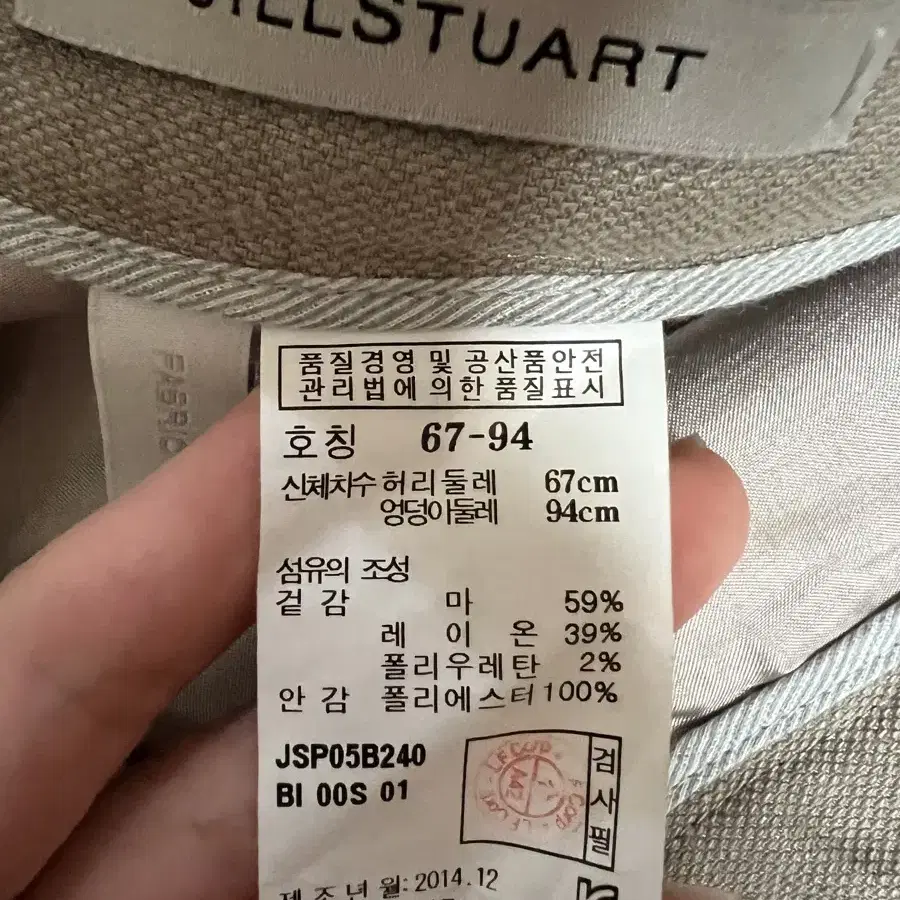 JILLSTUART
FABRIC
품질경영 및 공산품안전
관리법에 의한 품질표시
호칭 67-94
신체치수 허리둘레 67cm
엉덩이둘레 94cm
섬유의 조성
겉감 마 59%
레이온 39%
폴리우레탄 2%
안감 폴리에스터 100%
JSP05B240
BI 00S 01
LF CORP.
검사필
제조년월: 2014.12